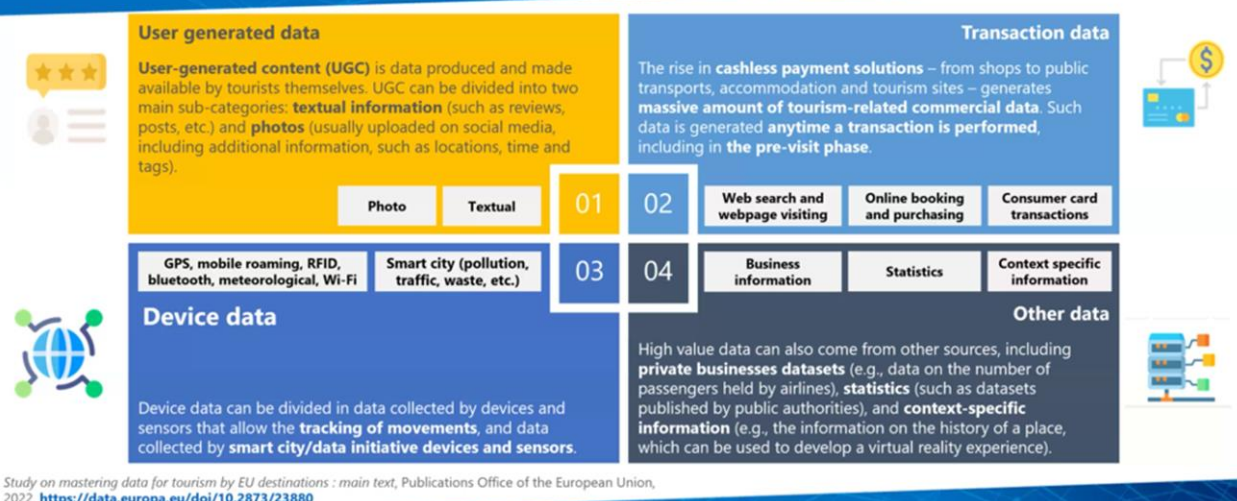 User generated data
User-generated content (UGC) is data produced and made
available by tourists themselves. UGC can be divided into two
main sub-categories: textual information (such as reviews,
posts, etc.) and photos (usually uploaded on social media,
including additional information, such as locations, time and
tags).
Photo
Textual
01
Transaction data
The rise in cashless payment solutions – from shops to public
transports, accommodation and tourism sites – generates
massive amount of tourism-related commercial data. Such
data is generated anytime a transaction is performed,
including in the pre-visit phase.
02
Web search and
webpage visiting
Online booking
and purchasing
Consumer card
transactions
$
GPS, mobile roaming, RFID,
bluetooth, meteorological, Wi-Fi
Smart city (pollution,
traffic, waste, etc.)
03
Device data
Device data can be divided in data collected by devices and
sensors that allow the tracking of movements, and data
collected by smart city/data initiative devices and sensors.
04
Business
information
Statistics
Context specific
information
Other data
High value data can also come from other sources, including
private businesses datasets (e.g., data on the number of
passengers held by airlines), statistics (such as datasets
published by public authorities), and context-specific
information (e.g., the information on the history of a place,
which can be used to develop a virtual reality experience).
Study on mastering data for tourism by EU destinations : main text, Publications Office of the European Union,
2022, https://data.europa.eu/doi/10.2873/23880